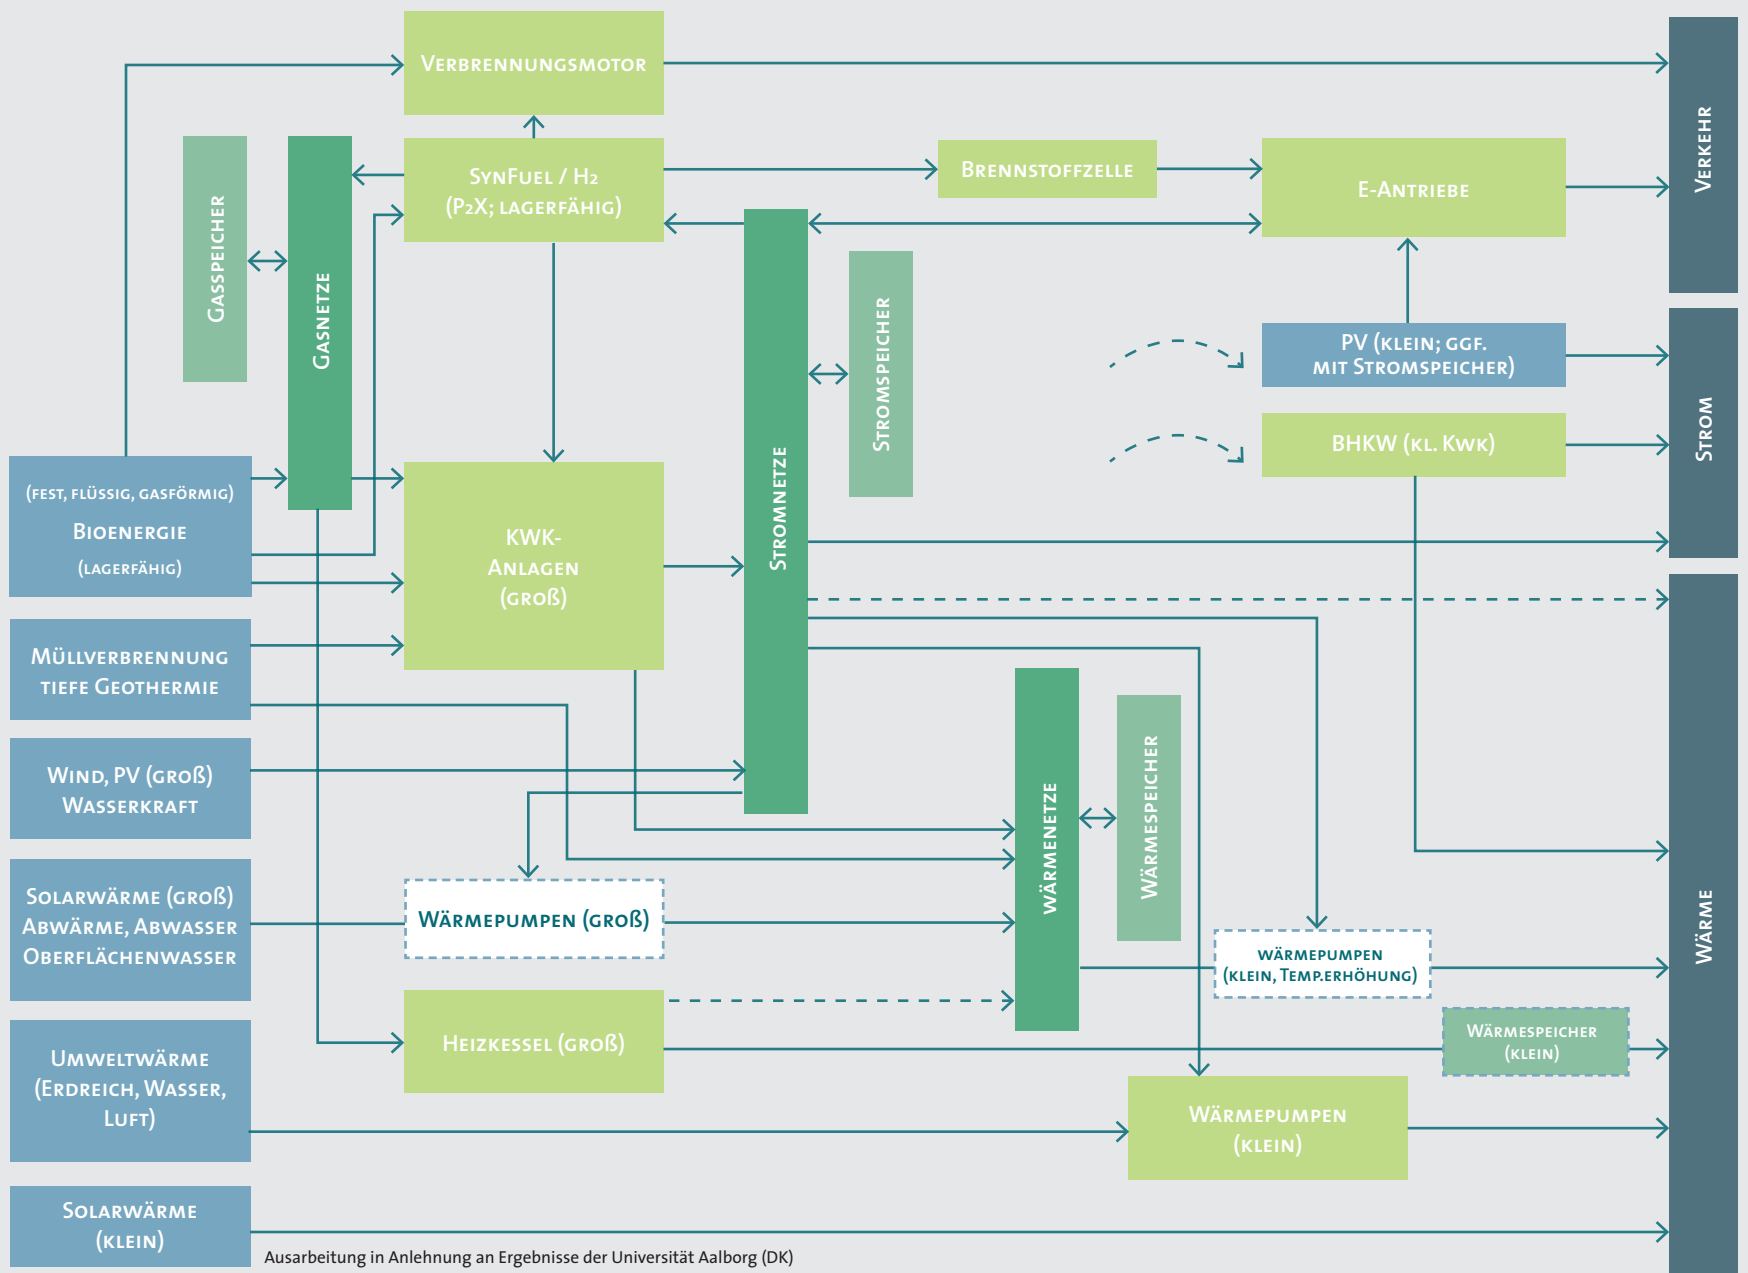 Verbrennungsmotor
SynFuel / H2
(P2X; lagerfähig)
Brennstoffzelle
E-Antriebe
Verkehr
Gasspeicher
Gasnetze
Stromnetze
Stromspeicher
PV (klein; ggf.
mit Stromspeicher)
BHKW (kl. Kwk)
Strom
(fest, flüssig, gasförmig)
Bioenergie
(lagerfähig)
KWK-
Anlagen
(groß)
Müllverbrennung
tiefe Geothermie
Wind, PV (groß)
Wasserkraft
Solarwärme (groß)
Abwärme, Abwasser
Oberflächenwasser
Wärmepumpen (groß)
wärmenetze
Wärmespeicher
wärmepumpen
(klein, Temp.erhöhung)
Wärme
Heizkessel (groß)
Wärmespeicher
(klein)
Umweltwärme
(Erdreich, Wasser,
Luft)
Wärmepumpen
(klein)
Solarwärme
(klein)
Ausarbeitung in Anlehnung an Ergebnisse der Universität Aalborg (DK)